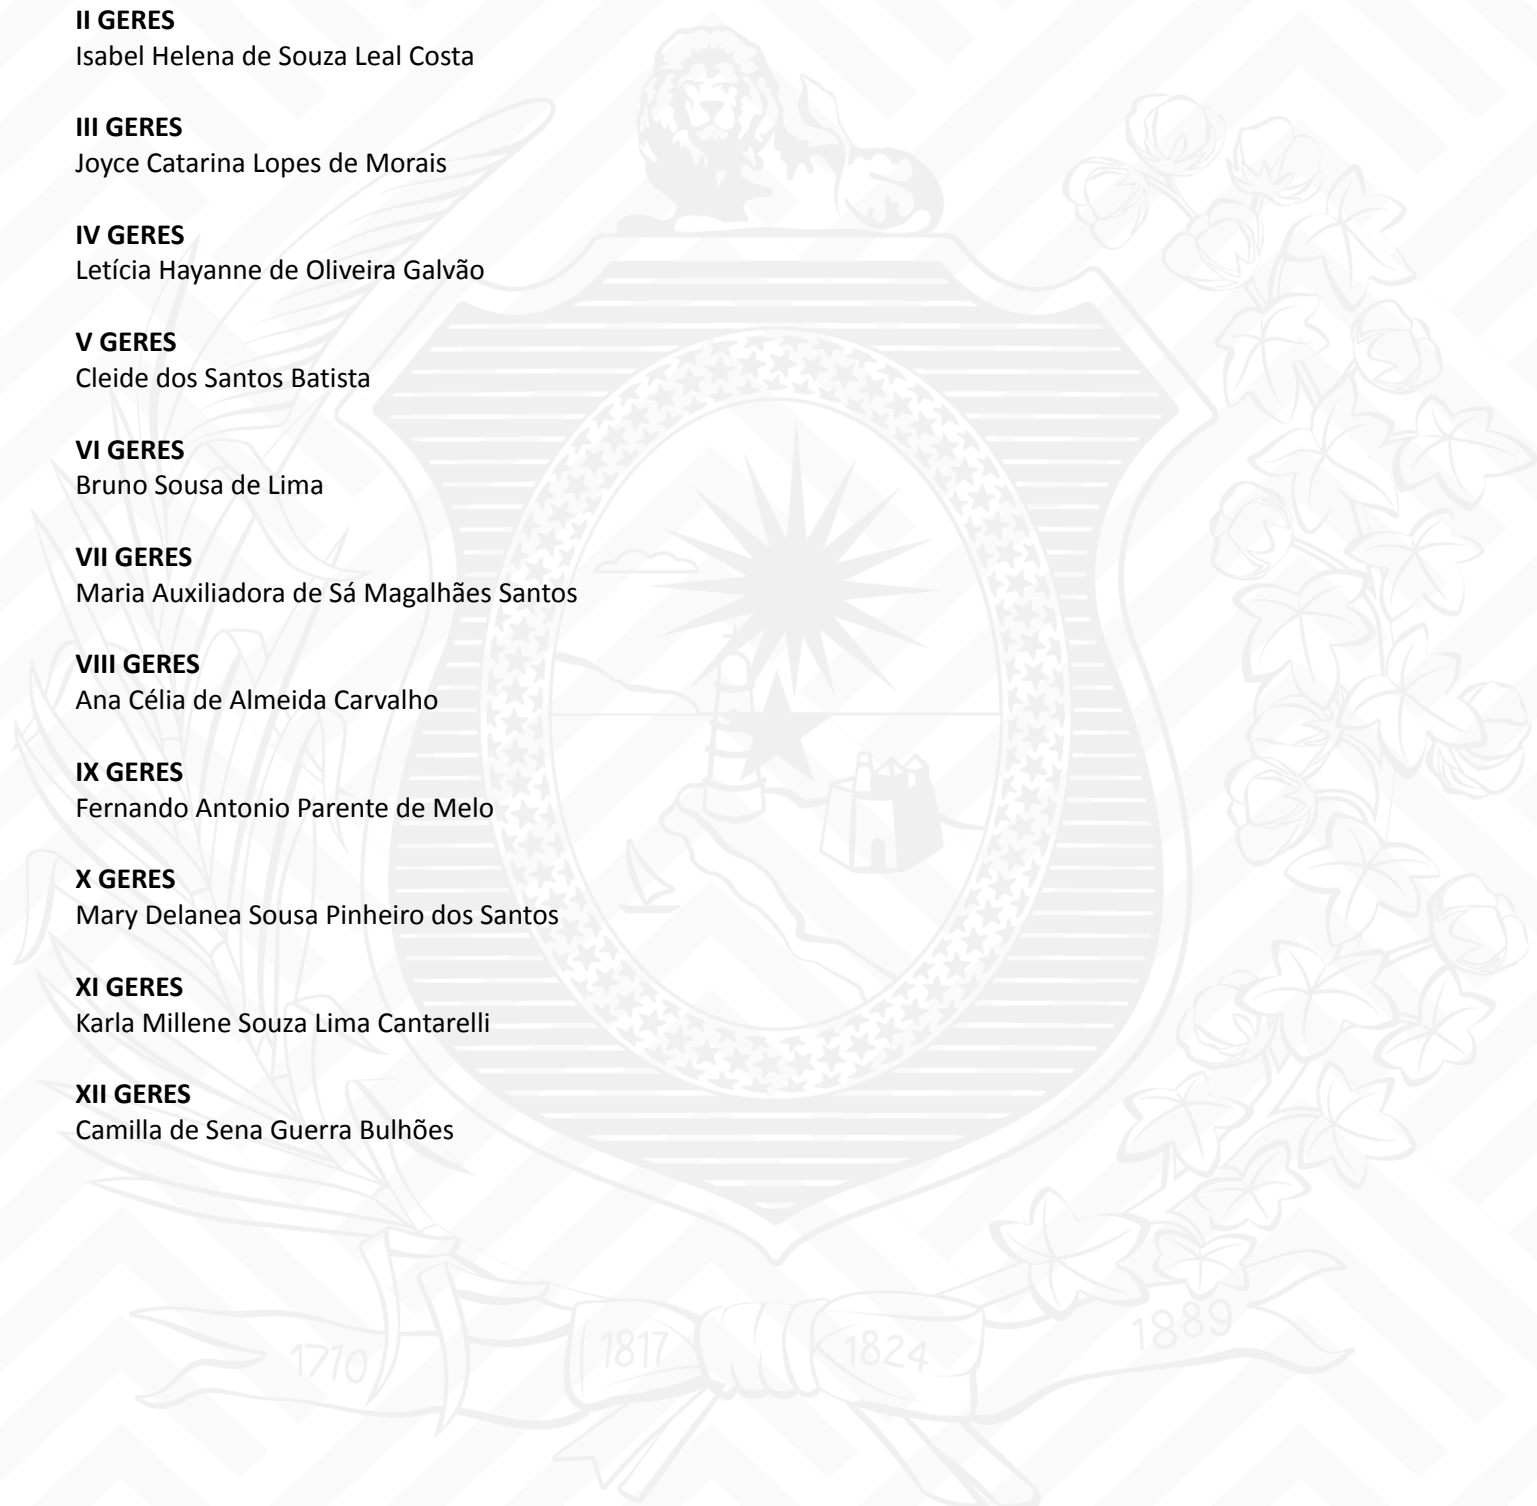 II GERES
Isabel Helena de Souza Leal Costa
III GERES
Joyce Catarina Lopes de Morais
IV GERES
Letícia Hayanne de Oliveira Galvão
V GERES
Cleide dos Santos Batista
VI GERES
Bruno Sousa de Lima
VII GERES
Maria Auxiliadora de Sá Magalhães Santos
VIII GERES
Ana Célia de Almeida Carvalho
IX GERES
Fernando Antonio Parente de Melo
X GERES
Mary Delanea Sousa Pinheiro dos Santos
XI GERES
Karla Millene Souza Lima Cantarelli
XII GERES
Camilla de Sena Guerra Bulhões
1710 1817 1824 1889